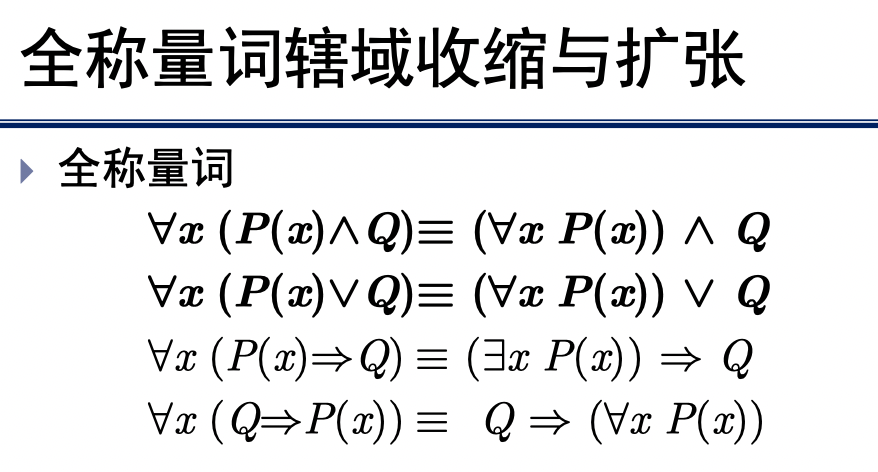 全称量词辖域收缩与扩张
全称量词
∀x (P(x)∧Q)≡ (∀x P(x)) ∧ Q
∀x (P(x)∨Q)≡ (∀x P(x)) ∨ Q
∀x (P(x)⇒Q) ≡ (∃x P(x)) ⇒ Q
∀x (Q⇒P(x)) ≡ Q ⇒ (∀x P(x))